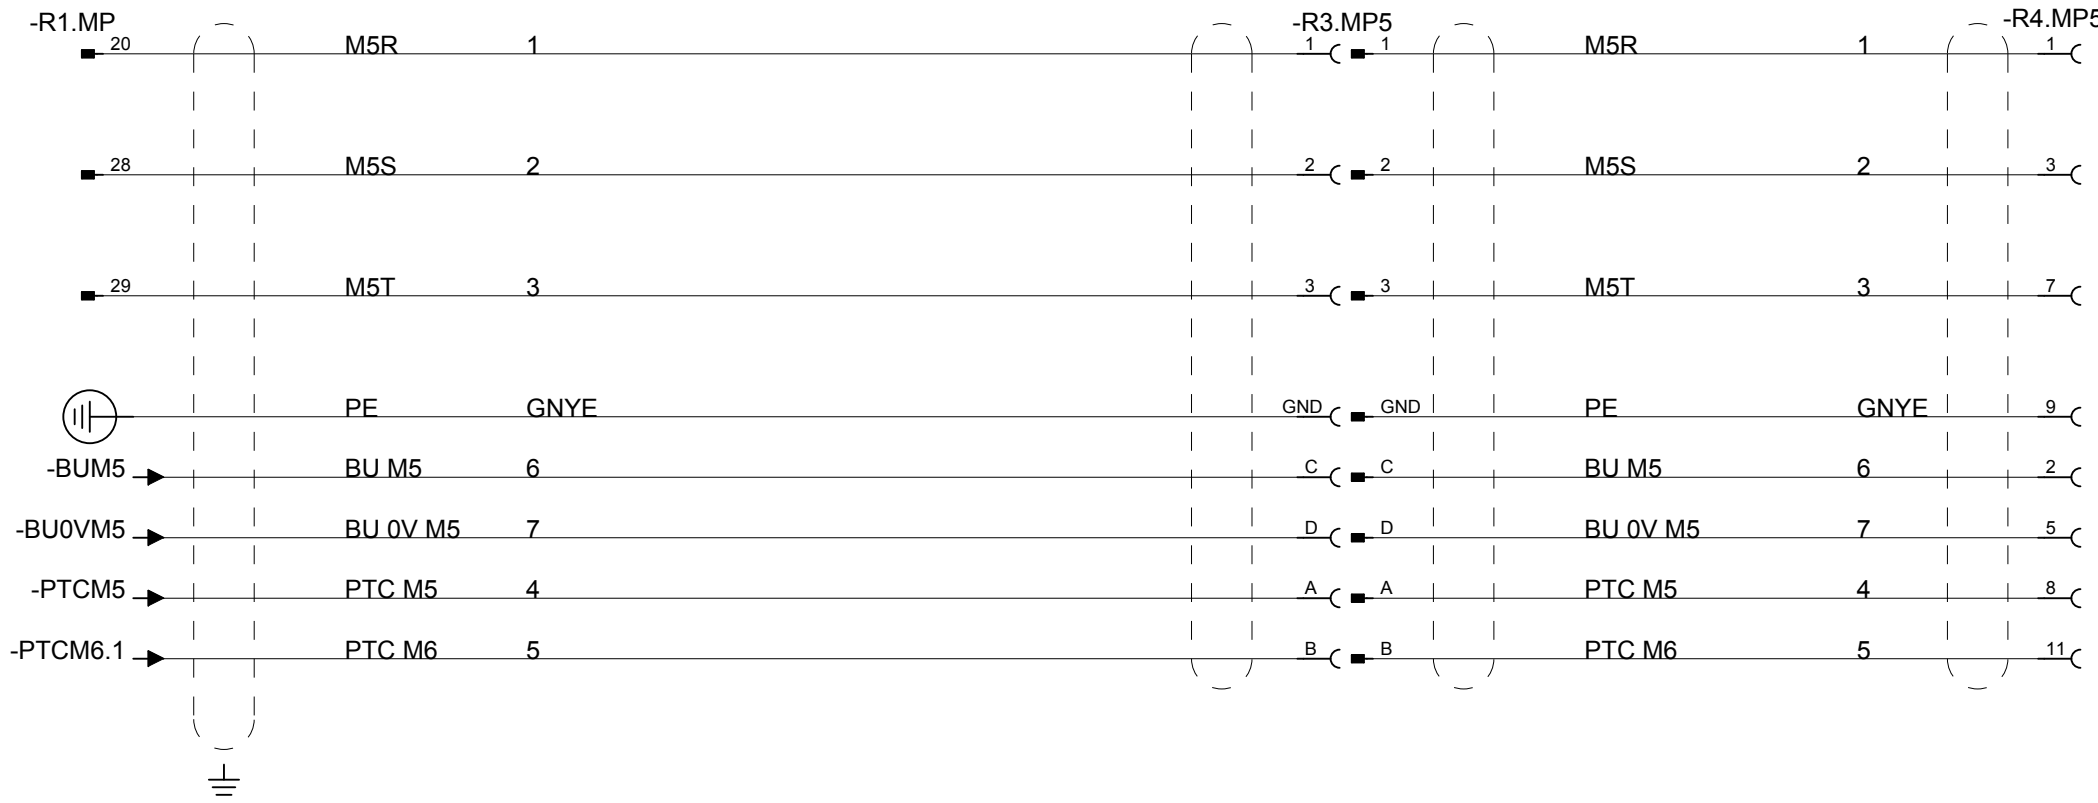 -R1.MP -R3.MP5 -R4.MP5
20 M5R 1 1 1 M5R 1 1
28 M5S 2 2 2 M5S 2 3
29 M5T 3 3 3 M5T 3 7
PE GNYE GND GND PE GNYE 9
-BUM5 BU M5 6 C C BU M5 6 2
-BU0VM5 BU 0V M5 7 D D BU 0V M5 7 5
-PTCM5 PTC M5 4 A A PTC M5 4 8
-PTCM6.1 PTC M6 5 B B PTC M6 5 11